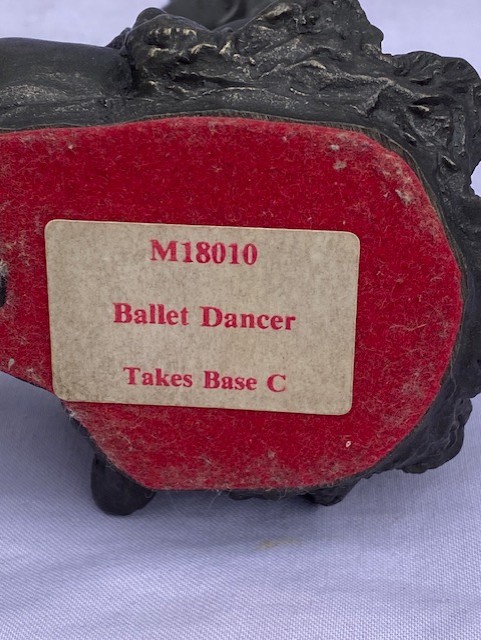 M18010
Ballet Dancer
Takes Base C